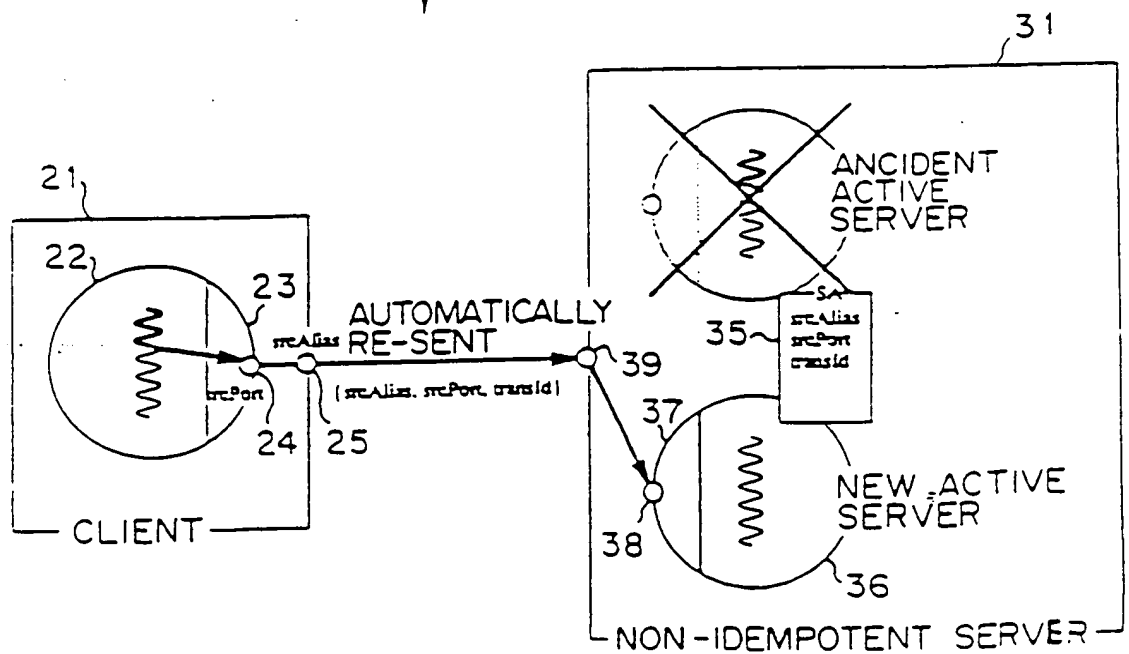 31
ANCIDENT
ACTIVE
SERVER
21
22
23
AUTOMATICALLY
RE-SENT
srcAlias
srcPort
(srcAlias, srcPort, transId)
24
25
39
35
SA
srcAlias
srcPort
transId
37
38
NEW ACTIVE
SERVER
36
CLIENT
NON-IDEMPOTENT SERVER